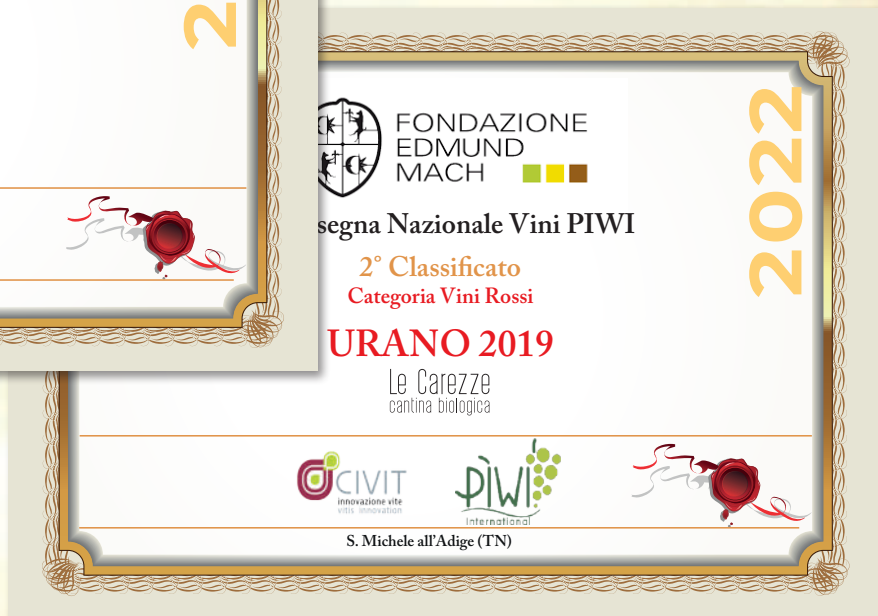 2
2022
FONDAZIONE
EDMUND
MACH
segna Nazionale Vini PIWI
2° Classificato
Categoria Vini Rossi
URANO 2019
Le Carezze
cantina biologica
CIVIT
innovazione vite
vitis innovation
PÌWI
International
S. Michele all'Adige (TN)